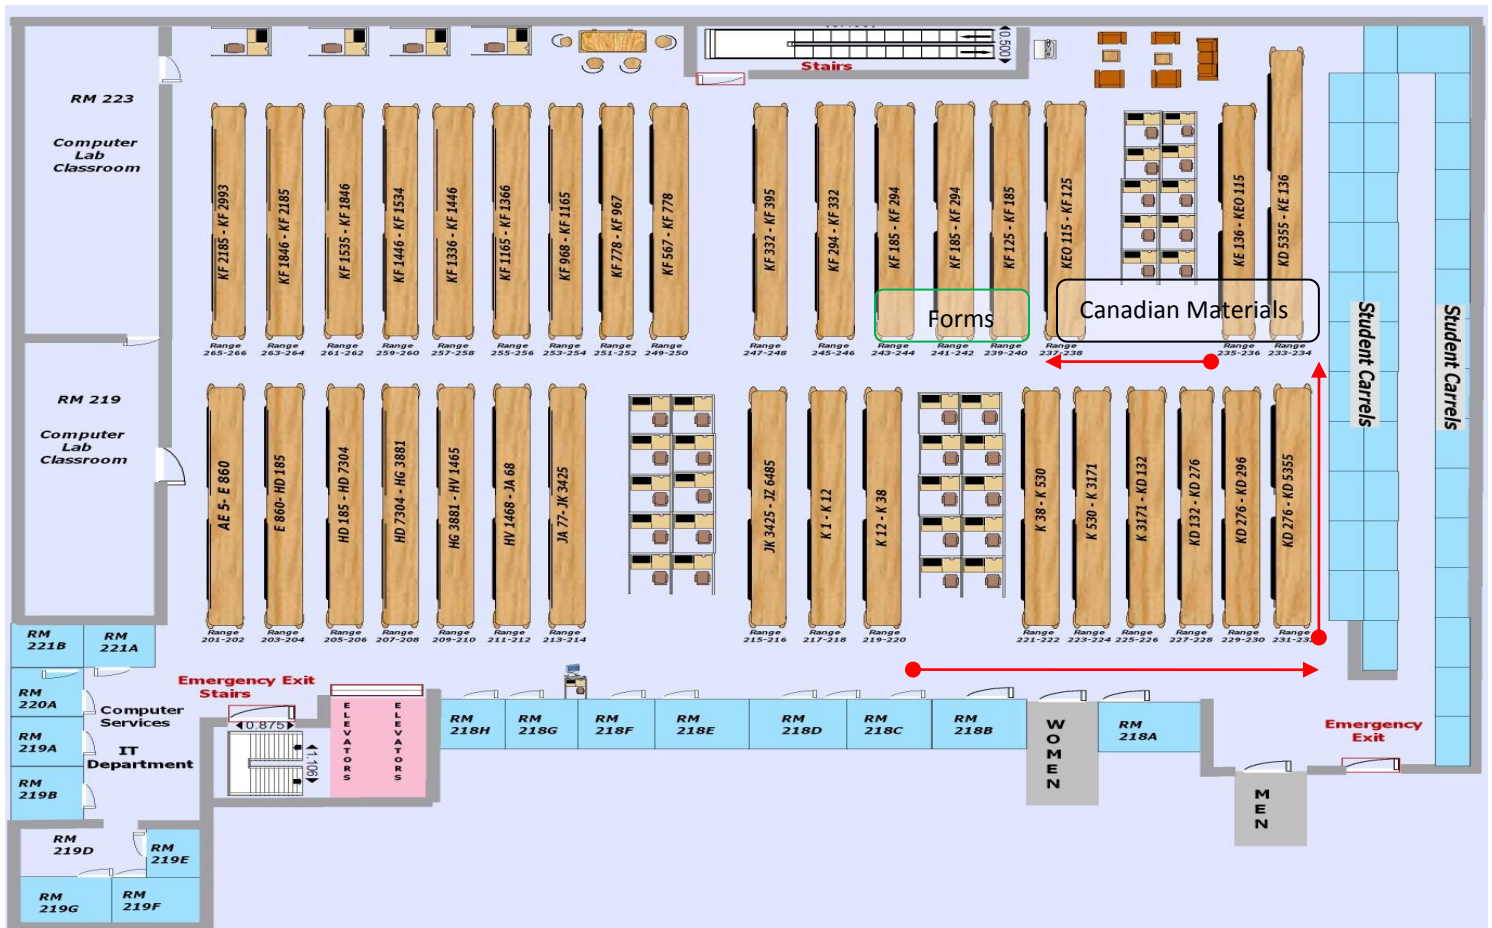 Stairs
0.500
RM 223
Computer
Lab
Classroom
KF 2185 - KF 2993
KF 1846 - KF 2185
KF 1535 - KF 1846
KF 1446 - KF 1534
KF 1336 - KF 1446
KF 1165 - KF 1366
KF 968 - KF 1165
KF 778 - KF 967
KF 567 - KF 778
KF 332 - KF 395
KF 294 - KF 332
KF 185 - KF 294
KF 185 - KF 294
KF 125 - KF 185
KEO 115 - KF 125
KE 136 - KEO 115
KD 5355 - KE 136
Forms
Canadian Materials
Range
265-266
Range
263-264
Range
261-262
Range
259-260
Range
257-258
Range
255-256
Range
253-254
Range
251-252
Range
249-250
Range
247-248
Range
245-246
Range
243-244
Range
241-242
Range
239-240
Range
237-238
Range
235-236
Range
233-234
Student Carrels
Student Carrels
RM 219
Computer
Lab
Classroom
AE 5- E 860
E 860- HD 185
HD 185 - HD 7304
HD 7304 - HG 3881
HG 3881 - HV 1465
HV 1468 - JA 68
JA 77- JK 3425
JK 3425 - JZ 6485
K 1 - K 12
K 12 - K 38
K 38 - K 530
K 530 - K 3171
K 3171 - KD 132
KD 132 - KD 276
KD 276 - KD 296
KD 276 - KD 5355
Range
201-202
Range
203-204
Range
205-206
Range
207-208
Range
209-210
Range
211-212
Range
213-214
Range
215-216
Range
217-218
Range
219-220
Range
221-222
Range
223-224
Range
225-226
Range
227-228
Range
229-230
Range
RM
221B
RM
221A
RM
220A
RM
219A
RM
219B
Computer
Services
IT
Department
Emergency Exit
Stairs
0.875
1.106
ELEVATORS
ELEVATORS
RM
218H
RM
218G
RM
218F
RM
218E
RM
218D
RM
218C
RM
218B
WOMEN
RM
218A
MEN
Emergency
Exit
RM
219D
RM
219E
RM
219G
RM
219F